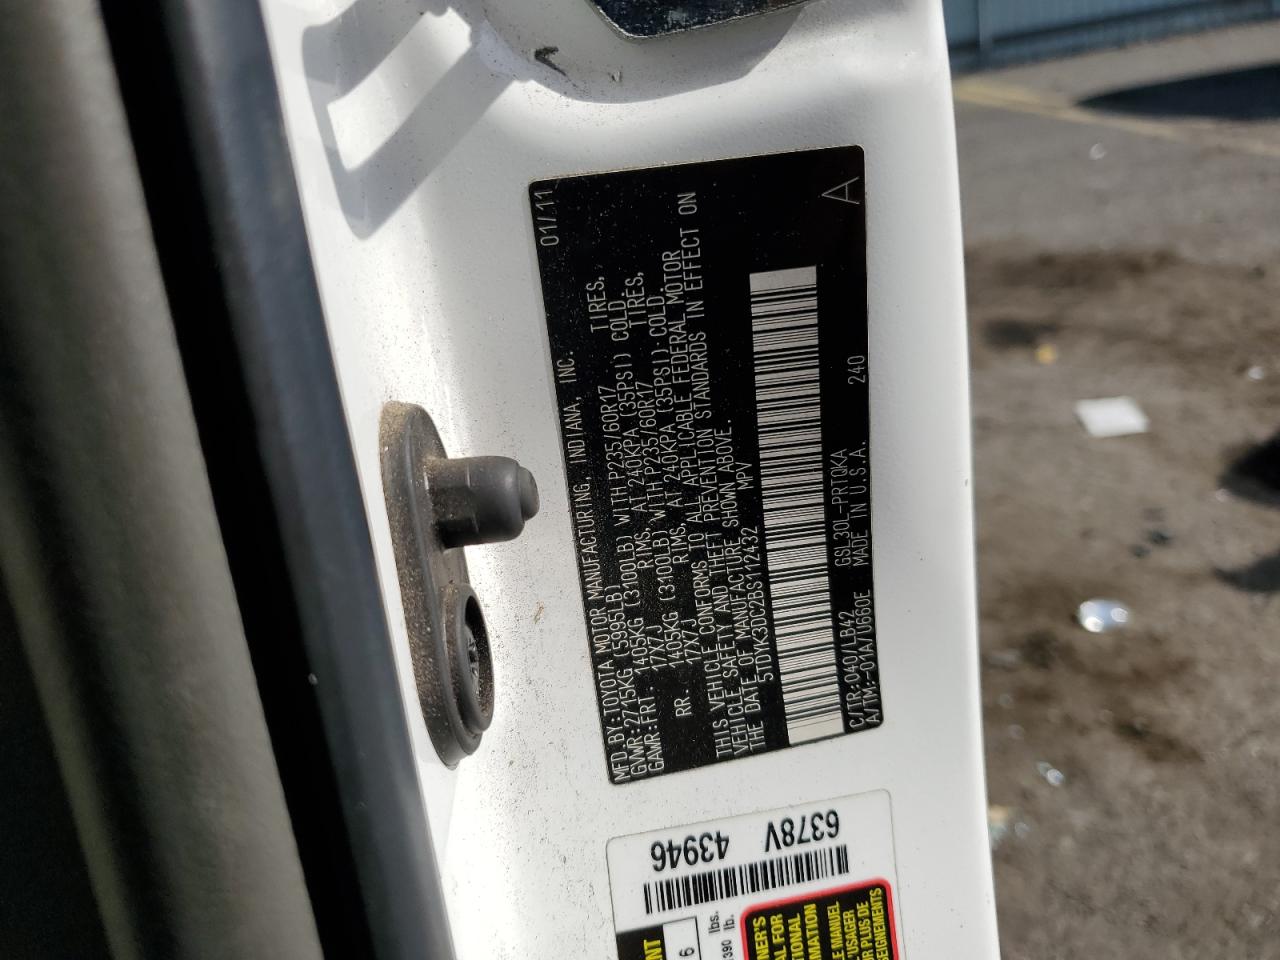 MFD. BY: TOYOTA MOTOR MANUFACTURING, INDIANA, INC. 01/11
GVWR: 2715KG (5995LB)
GAWR: FRT. 1405KG (3100LB) WITH P235/60R17 TIRES,
17X7J RIMS, AT 240KPA (35PSI) COLD
RR. 1405KG (3100LB) WITH P235/60R17 TIRES,
17X7J RIMS, AT 240KPA (35PSI) COLD
THIS VEHICLE CONFORMS TO ALL APPLICABLE FEDERAL MOTOR
VEHICLE SAFETY AND THEFT PREVENTION STANDARDS IN EFFECT ON
THE DATE OF MANUFACTURE SHOWN ABOVE.
5TDYK3DC2BS112432 MPV
C/TR: 040/LB42 GSL30L-PRTQKA 240 A
A/TM: -01A/U660E MADE IN U.S.A.
43946
6378V
6
390 lb.
lbs.